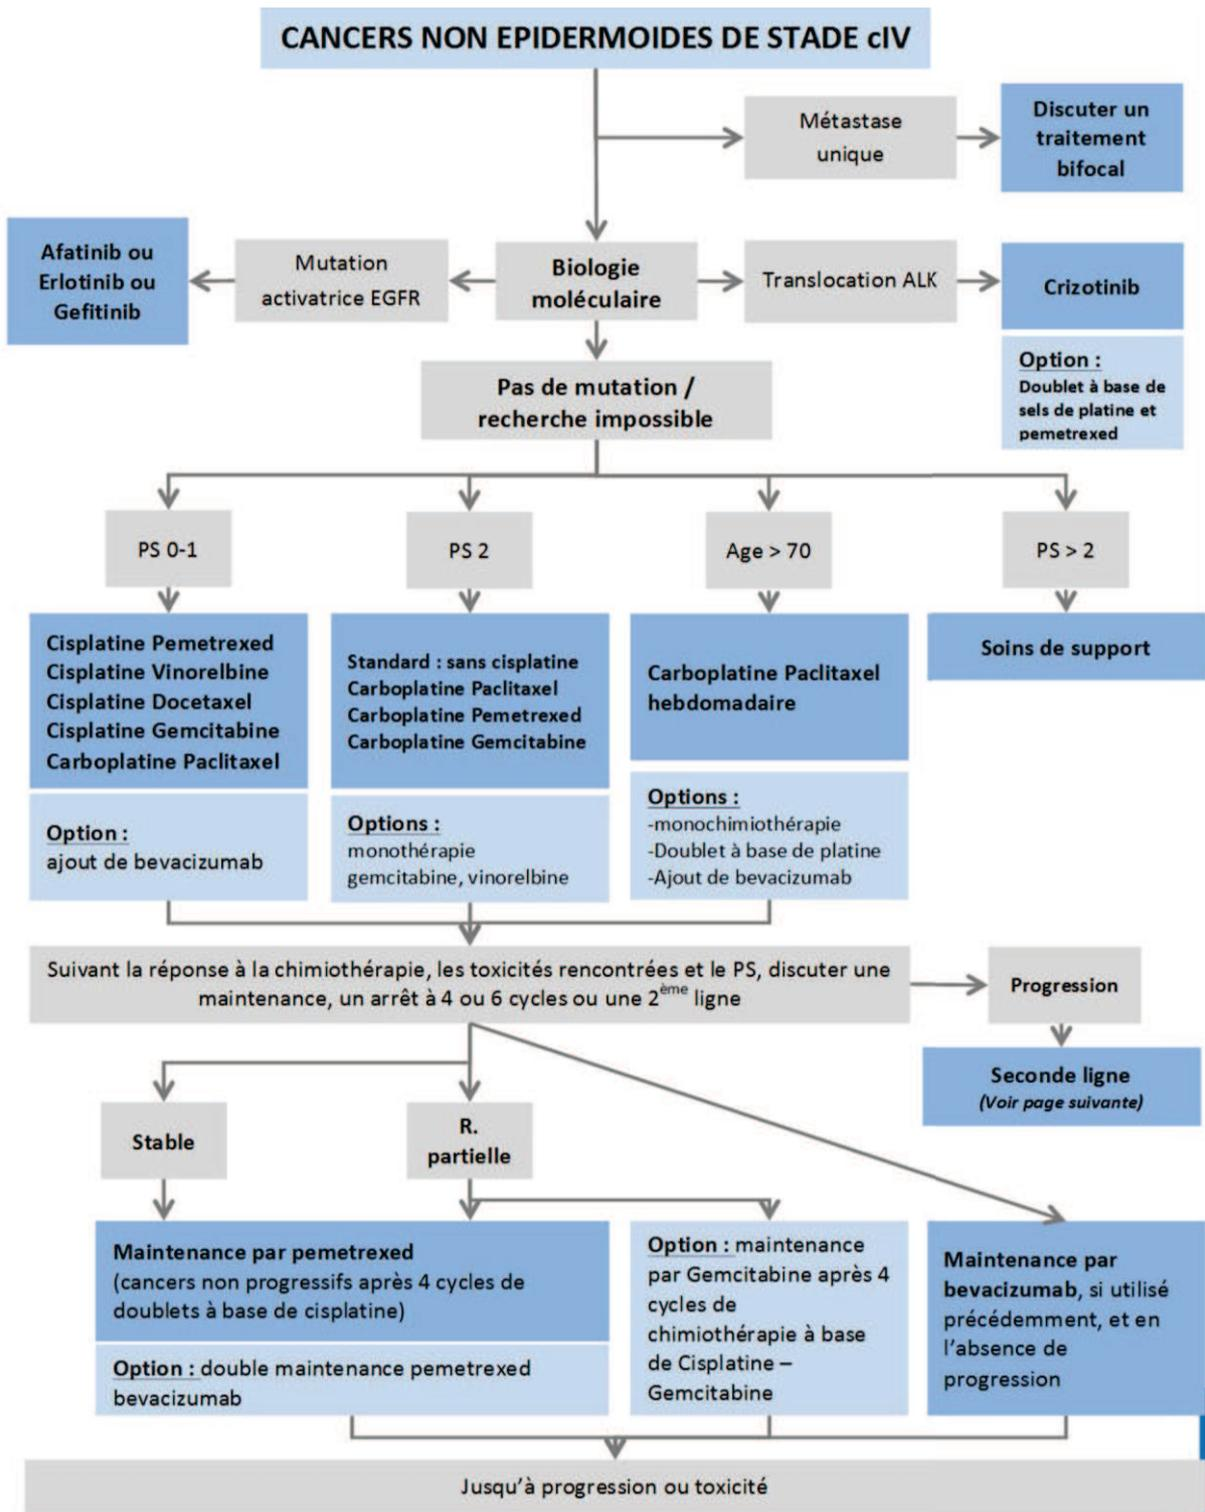 CANCERS NON EPIDERMOIDES DE STADE cIV
Métastase
unique
Discuter un
traitement
bifocal
Afatinib ou
Erlotinib ou
Gefitinib
Mutation
activatrice EGFR
Biologie
moléculaire
Translocation ALK
Crizotinib
Option :
Doublet à base de
sels de platine et
pemetrexed
Pas de mutation /
recherche impossible
PS 0-1
PS 2
Age > 70
PS > 2
Cisplatine Pemetrexed
Cisplatine Vinorelbine
Cisplatine Docetaxel
Cisplatine Gemcitabine
Carboplatine Paclitaxel
Option :
ajout de bevacizumab
Standard : sans cisplatine
Carboplatine Paclitaxel
Carboplatine Pemetrexed
Carboplatine Gemcitabine
Options :
monothérapie
gemcitabine, vinorelbine
Carboplatine Paclitaxel
hebdomadaire
Options :
-monochimiothérapie
-Doublet à base de platine
-Ajout de bevacizumab
Soins de support
Suivant la réponse à la chimiothérapie, les toxicités rencontrées et le PS, discuter une
maintenance, un arrêt à 4 ou 6 cycles ou une 2ème ligne
Progression
Seconde ligne
(Voir page suivante)
Stable
R.
partielle
Maintenance par pemetrexed
(cancers non progressifs après 4 cycles de
doublets à base de cisplatine)
Option : double maintenance pemetrexed
bevacizumab
Option : maintenance
par Gemcitabine après 4
cycles de
chimiothérapie à base
de Cisplatine –
Gemcitabine
Maintenance par
bevacizumab, si utilisé
précédemment, et en
l'absence de
progression
Jusqu'à progression ou toxicité